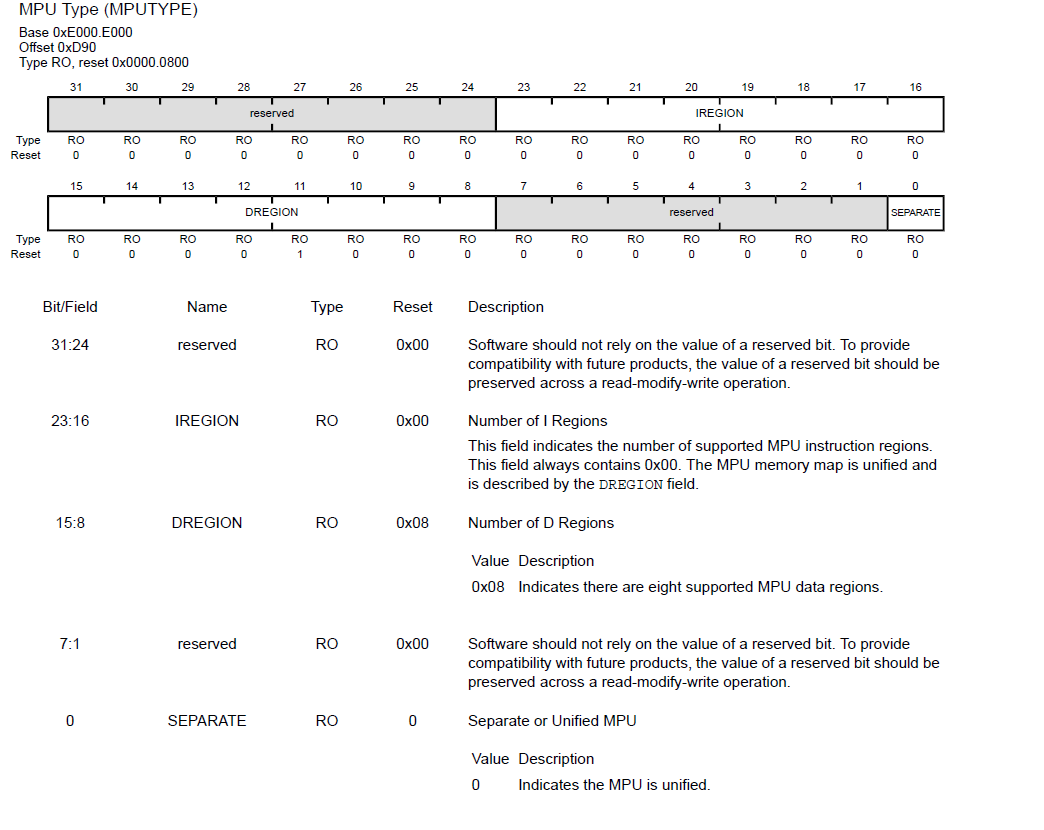 MPU Type (MPUTYPE)
Base 0xE000.E000
Offset 0xD90
Type RO, reset 0x0000.0800
31 30 29 28 27 26 25 24 23 22 21 20 19 18 17 16
reserved IREGION
Type RO RO RO RO RO RO RO RO RO RO RO RO RO RO RO RO
Reset 0 0 0 0 0 0 0 0 0 0 0 0 0 0 0 0
15 14 13 12 11 10 9 8 7 6 5 4 3 2 1 0
DREGION reserved SEPARATE
Type RO RO RO RO RO RO RO RO RO RO RO RO RO RO RO RO
Reset 0 0 0 0 1 0 0 0 0 0 0 0 0 0 0 0
Bit/Field Name Type Reset Description
31:24 reserved RO 0x00 Software should not rely on the value of a reserved bit. To provide
compatibility with future products, the value of a reserved bit should be
preserved across a read-modify-write operation.
23:16 IREGION RO 0x00 Number of I Regions
This field indicates the number of supported MPU instruction regions.
This field always contains 0x00. The MPU memory map is unified and
is described by the DREGION field.
15:8 DREGION RO 0x08 Number of D Regions
Value Description
0x08 Indicates there are eight supported MPU data regions.
7:1 reserved RO 0x00 Software should not rely on the value of a reserved bit. To provide
compatibility with future products, the value of a reserved bit should be
preserved across a read-modify-write operation.
0 SEPARATE RO 0 Separate or Unified MPU
Value Description
0 Indicates the MPU is unified.